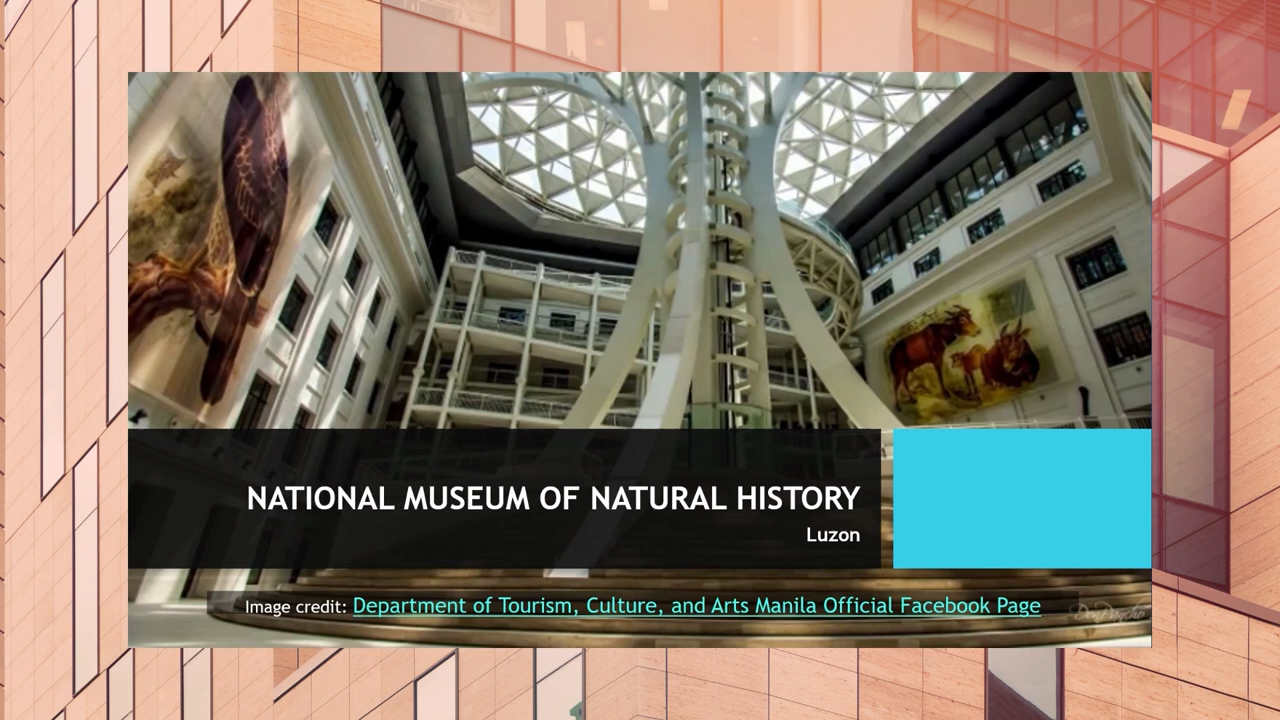 NATIONAL MUSEUM OF NATURAL HISTORY
Luzon
Image credit: Department of Tourism, Culture, and Arts Manila Official Facebook Page